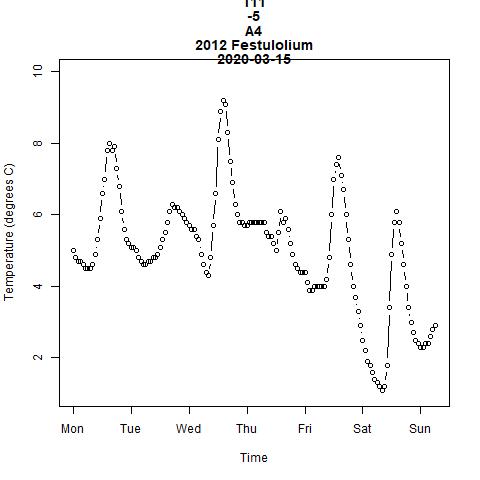 T11
-5
A4
2012 Festulolium
2020-03-15
Temperature (degrees C)
10
8
6
4
2
Mon Tue Wed Thu Fri Sat Sun
Time